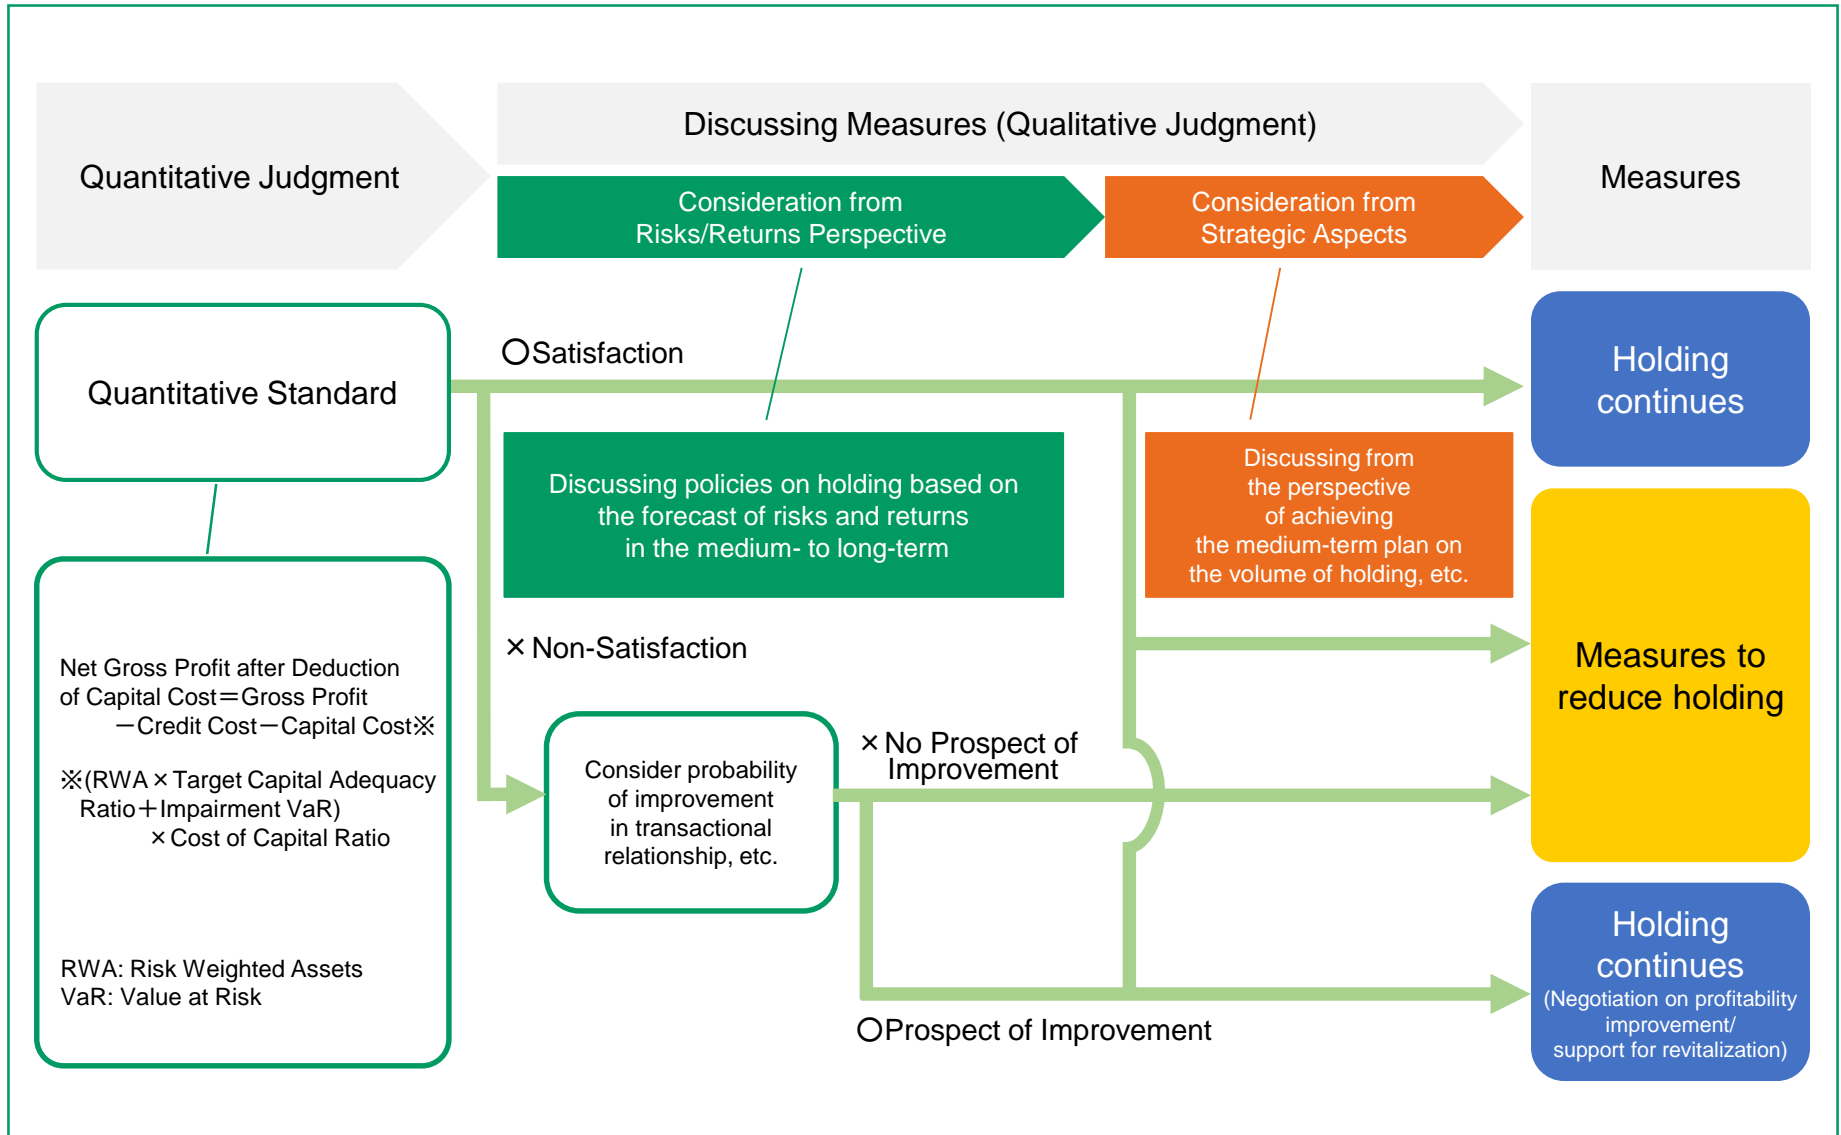 Quantitative Judgment
Discussing Measures (Qualitative Judgment)
Consideration from
Risks/Returns Perspective
Consideration from
Strategic Aspects
Measures
Quantitative Standard
〇Satisfaction
Holding
continues
Discussing policies on holding based on
the forecast of risks and returns
in the medium- to long-term
Discussing from
the perspective
of achieving
the medium-term plan on
the volume of holding, etc.
×Non-Satisfaction
Net Gross Profit after Deduction
of Capital Cost＝Gross Profit
－Credit Cost－Capital Cost※
※(RWA×Target Capital Adequacy
Ratio＋Impairment VaR)
×Cost of Capital Ratio
RWA: Risk Weighted Assets
VaR: Value at Risk
Consider probability
of improvement
in transactional
relationship, etc.
×No Prospect of
Improvement
Measures to
reduce holding
〇Prospect of Improvement
Holding
continues
(Negotiation on profitability
improvement/
support for revitalization)